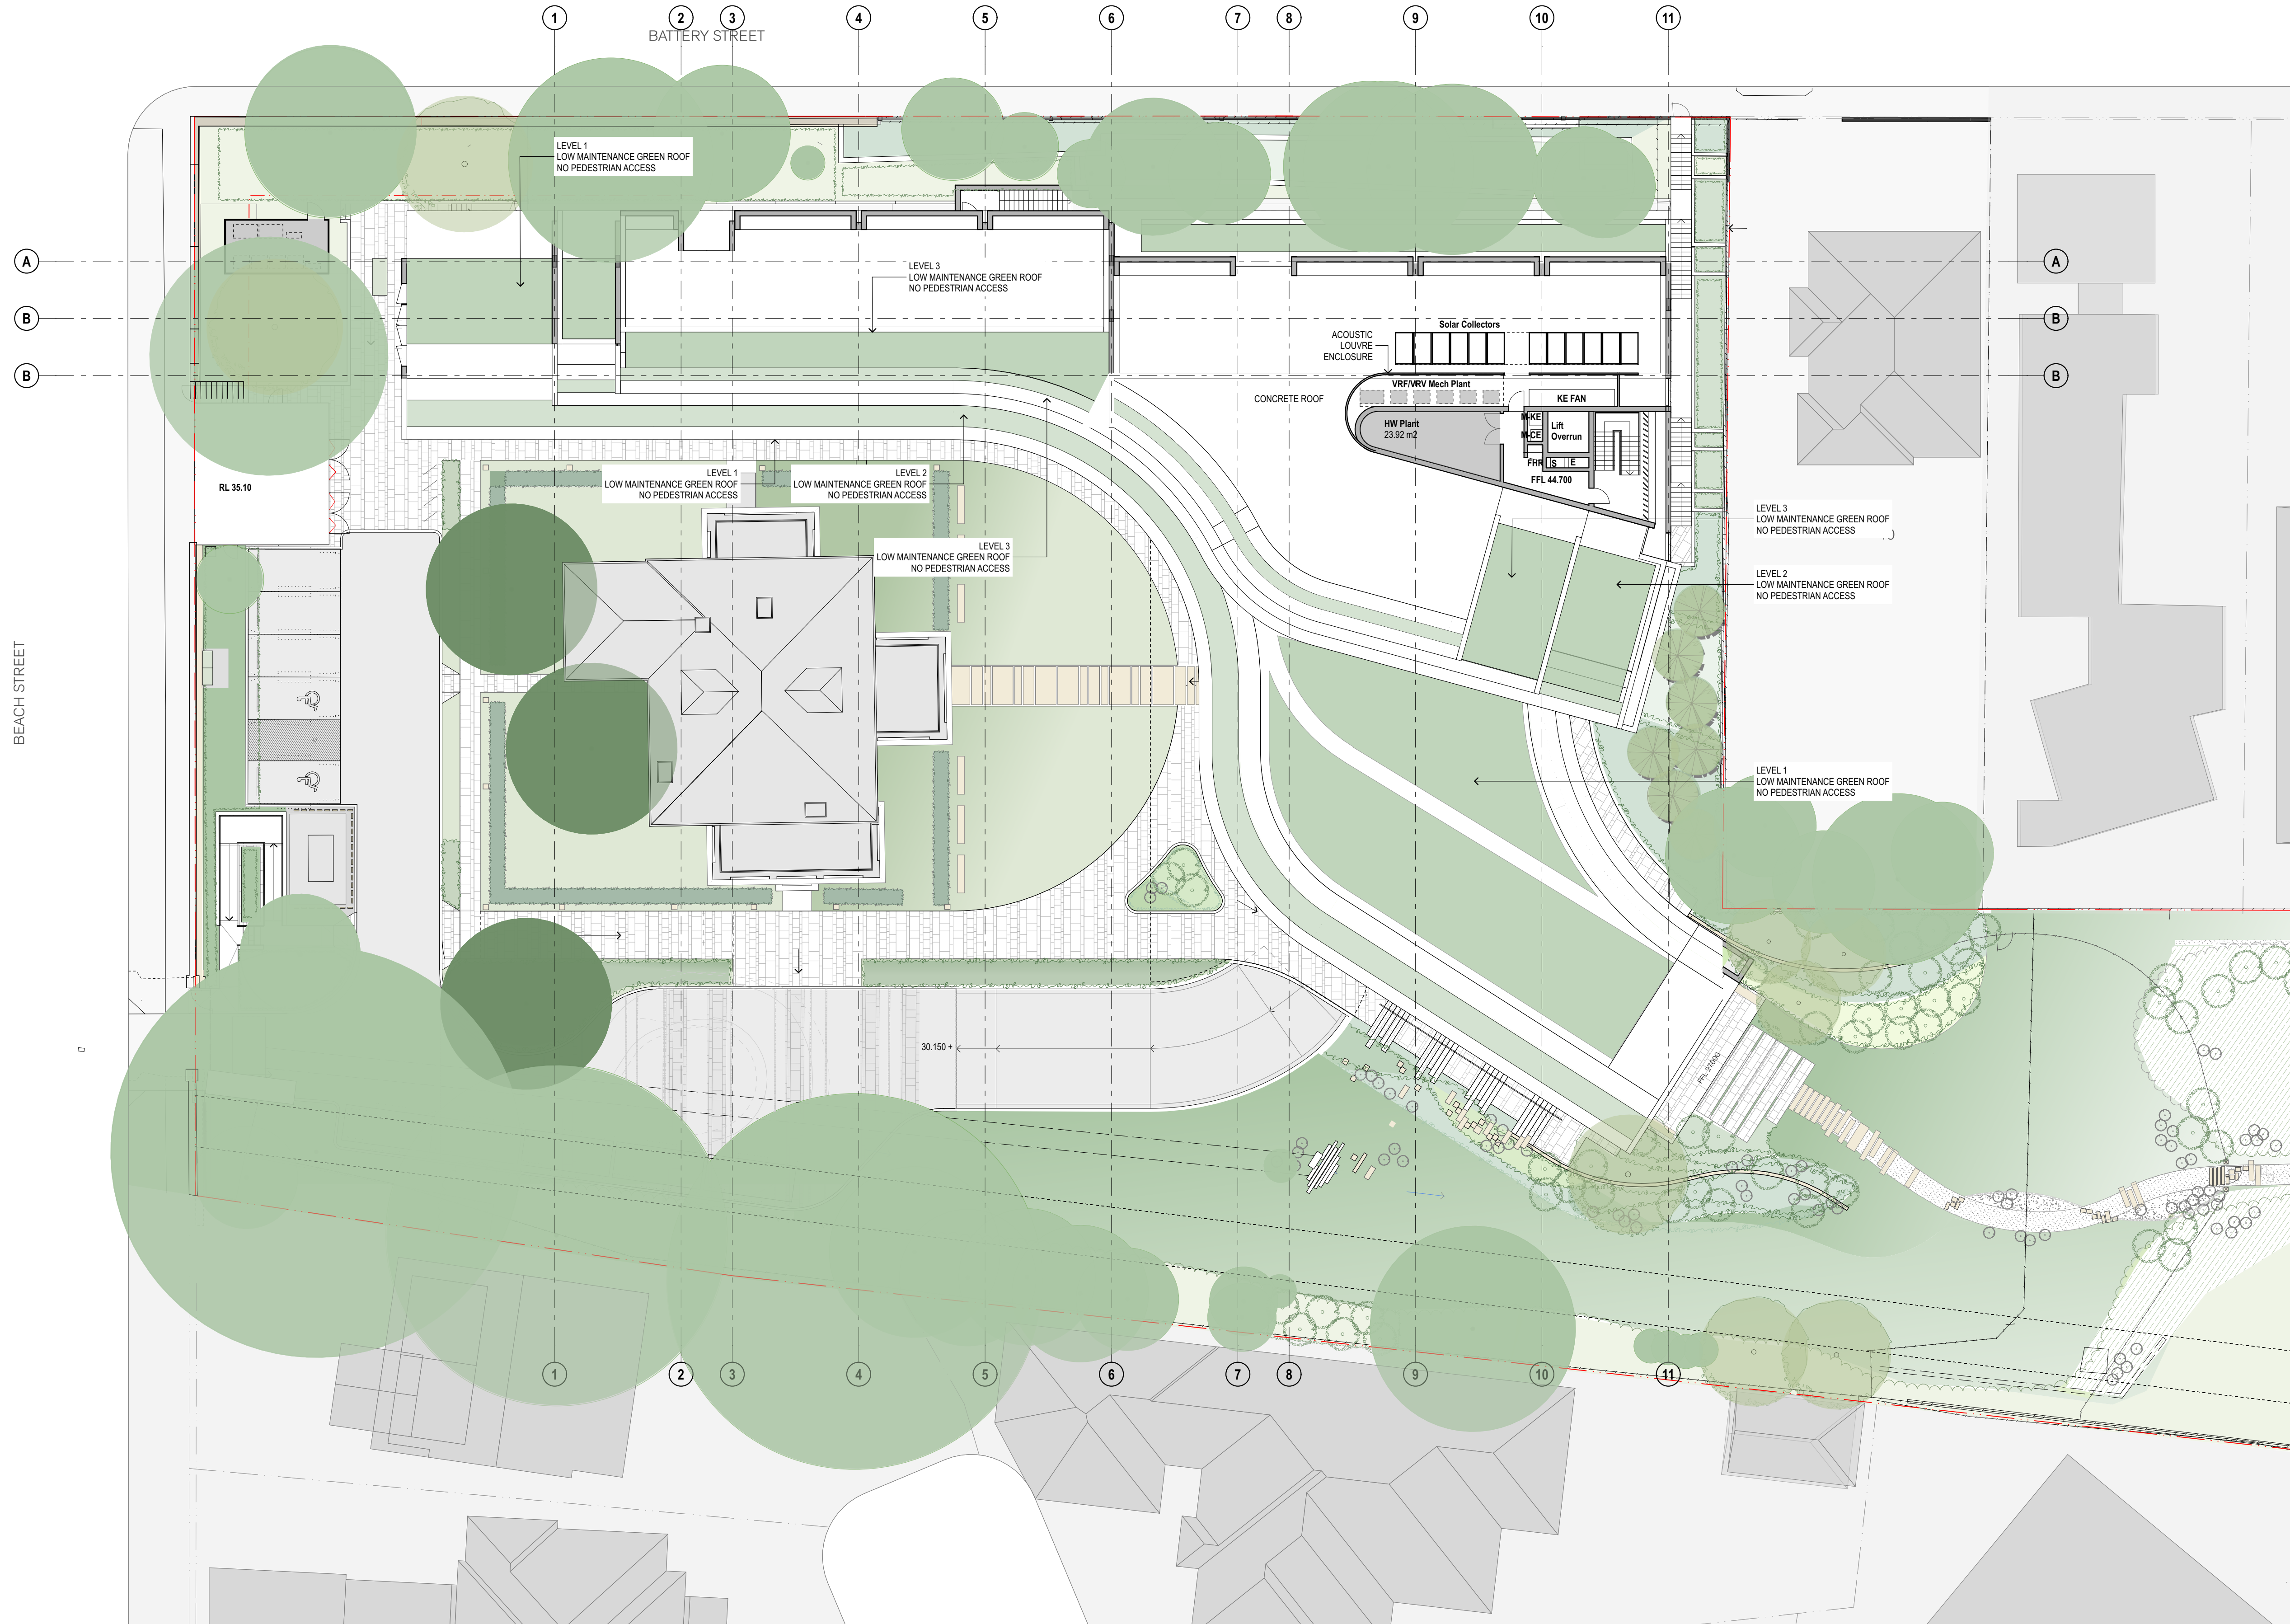 1 2 3 4 5 6 7 8 9 10 11
BATTERY STREET
LEVEL 1
LOW MAINTENANCE GREEN ROOF
NO PEDESTRIAN ACCESS
A
A
LEVEL 3
LOW MAINTENANCE GREEN ROOF
NO PEDESTRIAN ACCESS
B
B
Solar Collectors
ACOUSTIC
LOUVRE
ENCLOSURE
B
B
VRF/VRV Mech Plant
CONCRETE ROOF
KE FAN
HW Plant
23.92 m2
M-KE
M-CE
Lift
Overrun
FHR
S
E
FFL 44.700
RL 35.10
LEVEL 1
LOW MAINTENANCE GREEN ROOF
NO PEDESTRIAN ACCESS
LEVEL 2
LOW MAINTENANCE GREEN ROOF
NO PEDESTRIAN ACCESS
LEVEL 3
LOW MAINTENANCE GREEN ROOF
NO PEDESTRIAN ACCESS
LEVEL 3
LOW MAINTENANCE GREEN ROOF
NO PEDESTRIAN ACCESS
LEVEL 2
LOW MAINTENANCE GREEN ROOF
NO PEDESTRIAN ACCESS
BEACH STREET
LEVEL 1
LOW MAINTENANCE GREEN ROOF
NO PEDESTRIAN ACCESS
30.150 +
FFL 27.000
1 2 3 4 5 6 7 8 9 10 11